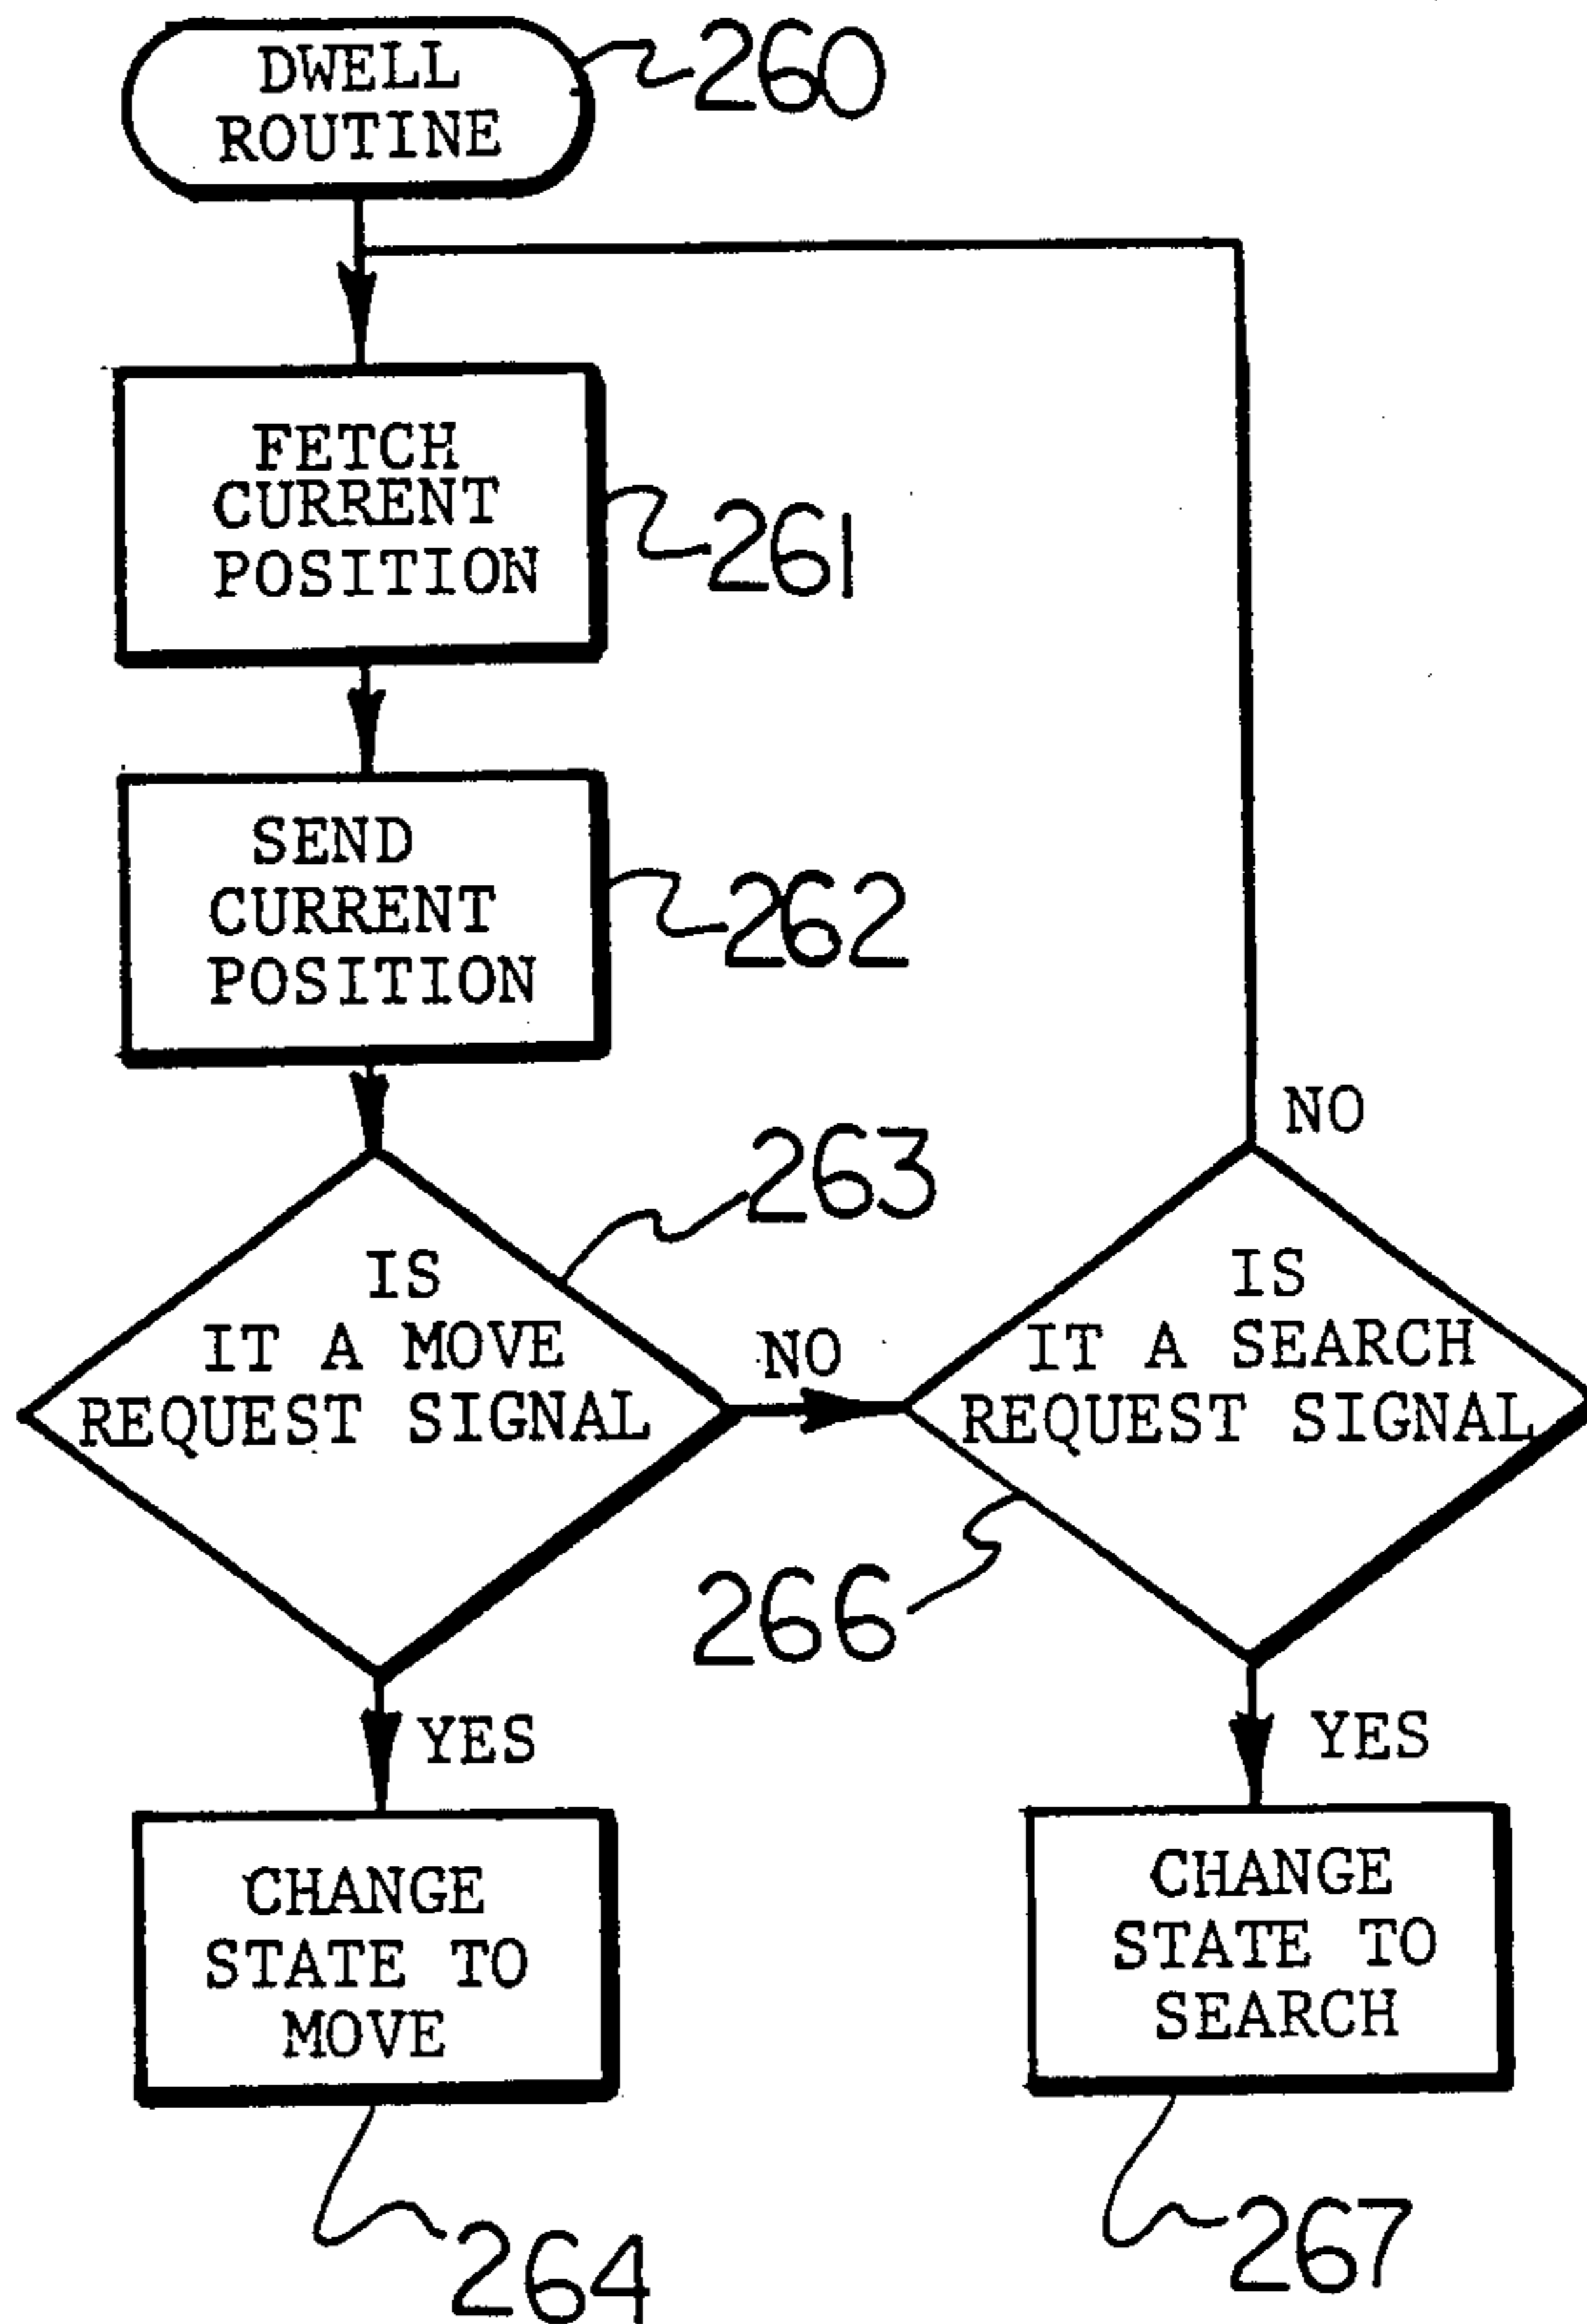 DWELL
ROUTINE
260
FETCH
CURRENT
POSITION
261
SEND
CURRENT
POSITION
262
263
IS
IT A MOVE
REQUEST SIGNAL
NO
NO
IS
IT A SEARCH
REQUEST SIGNAL
266
YES
YES
CHANGE
STATE TO
MOVE
264
CHANGE
STATE TO
SEARCH
267